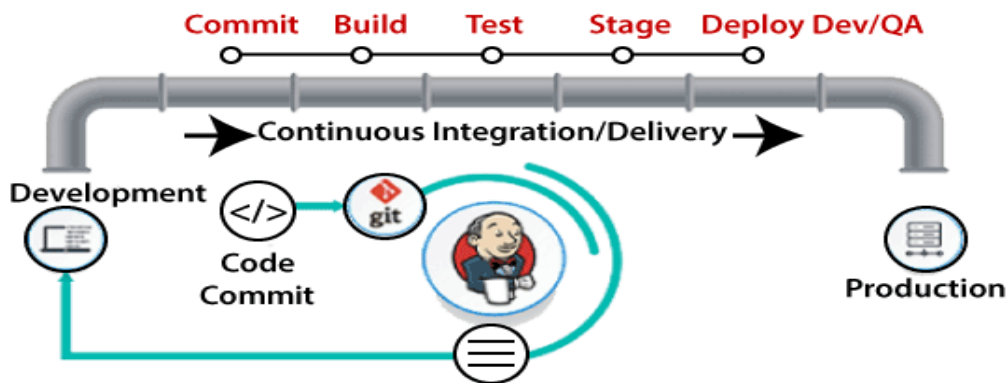 Commit Build Test Stage Deploy Dev/QA
Continuous Integration/Delivery
Development
</>
git
Code
Commit
Production